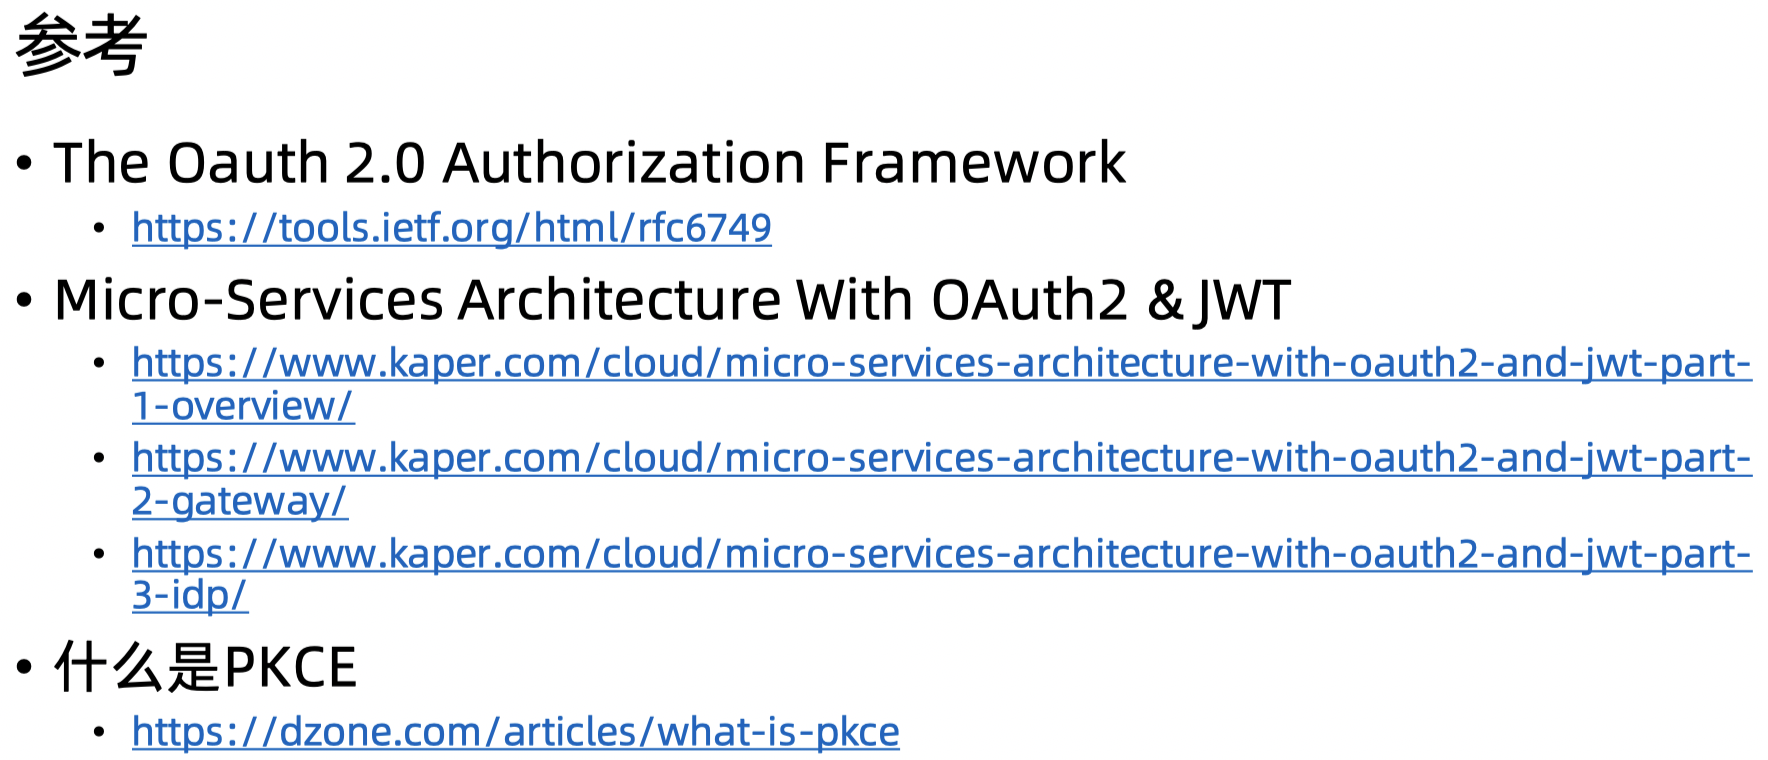 参考
• The Oauth 2.0 Authorization Framework
• https://tools.ietf.org/html/rfc6749
• Micro-Services Architecture With OAuth2 & JWT
• https://www.kaper.com/cloud/micro-services-architecture-with-oauth2-and-jwt-part-
1-overview/
• https://www.kaper.com/cloud/micro-services-architecture-with-oauth2-and-jwt-part-
2-gateway/
• https://www.kaper.com/cloud/micro-services-architecture-with-oauth2-and-jwt-part-
3-idp/
• 什么是PKCE
• https://dzone.com/articles/what-is-pkce